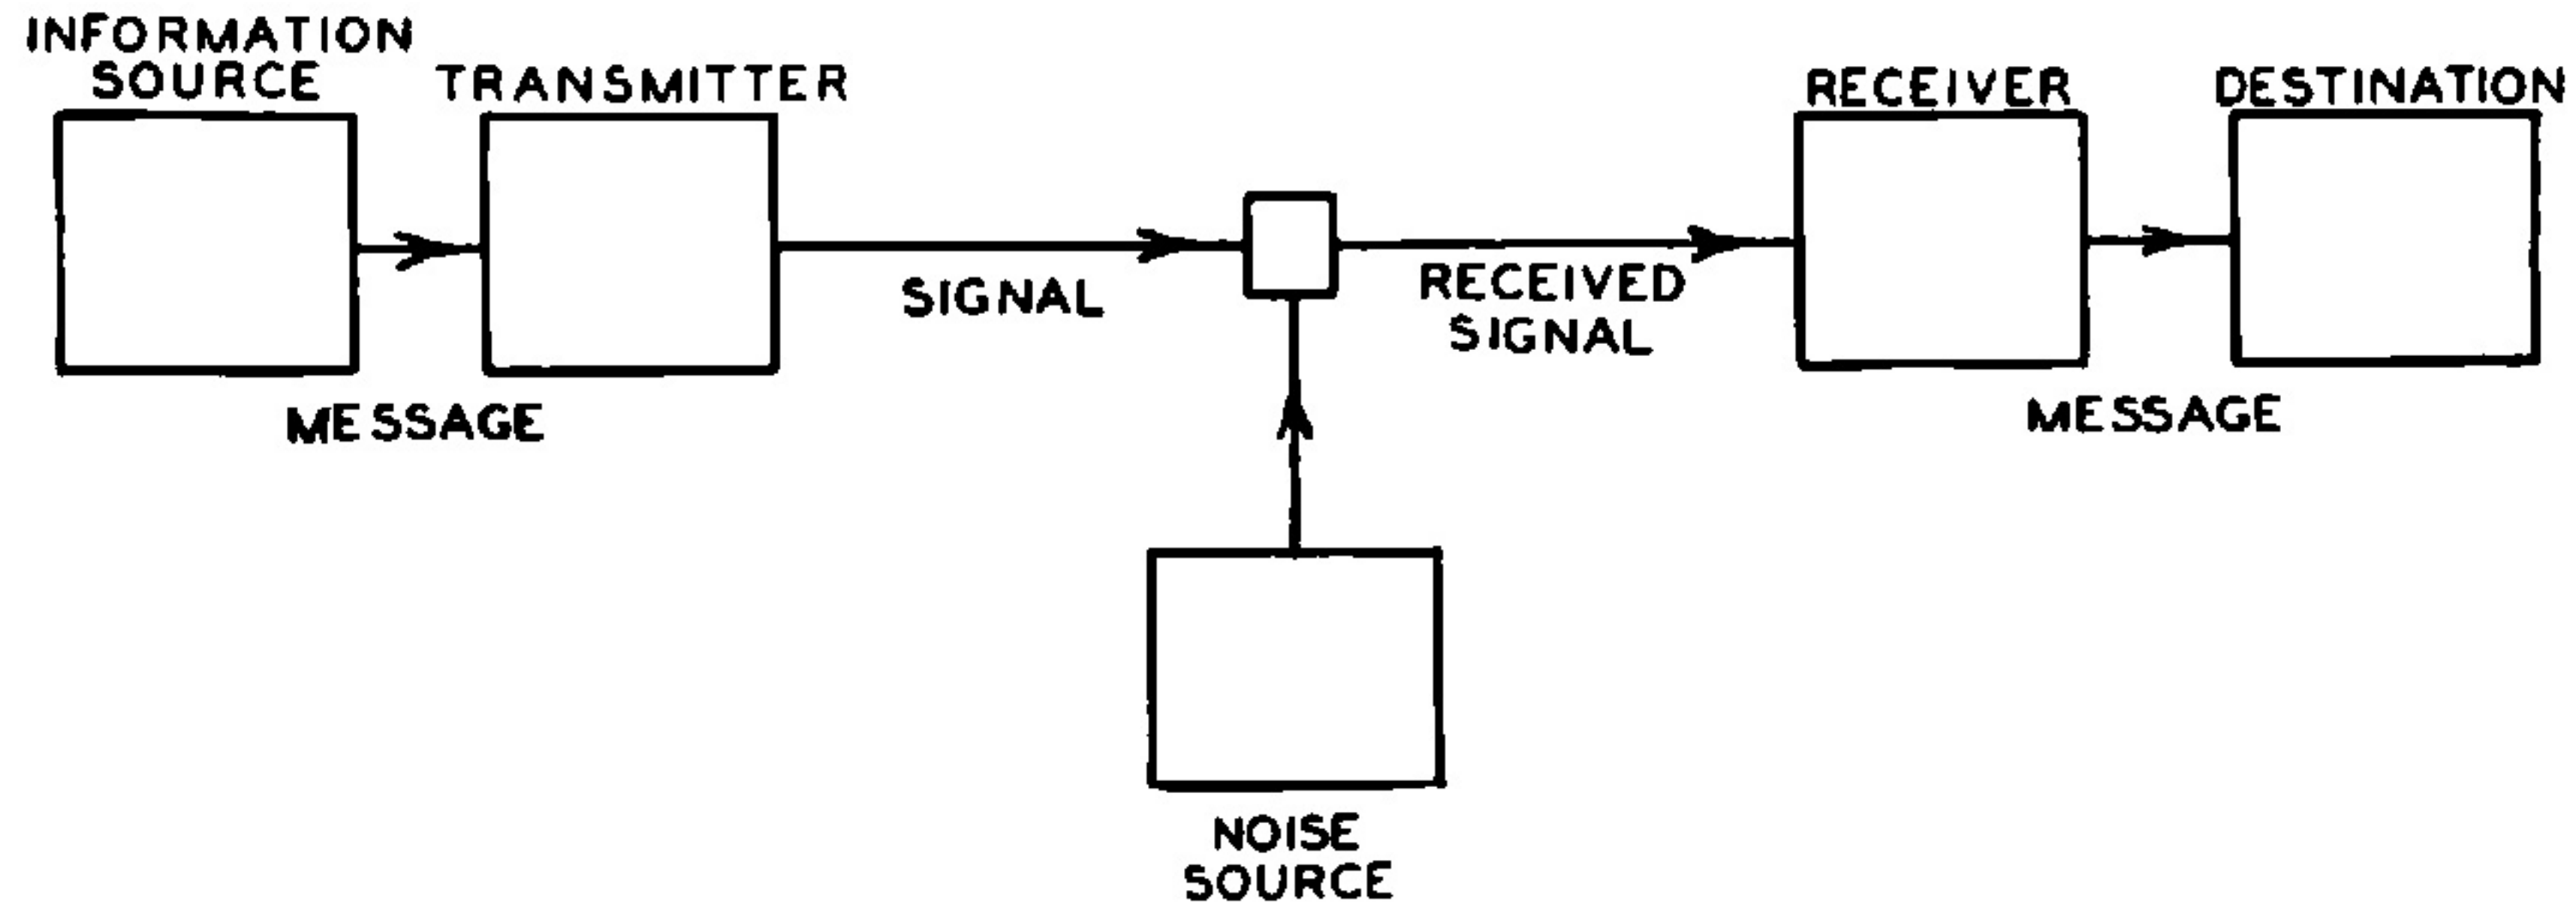 INFORMATION
SOURCE
TRANSMITTER
RECEIVER
DESTINATION
SIGNAL
RECEIVED
SIGNAL
MESSAGE
MESSAGE
NOISE
SOURCE